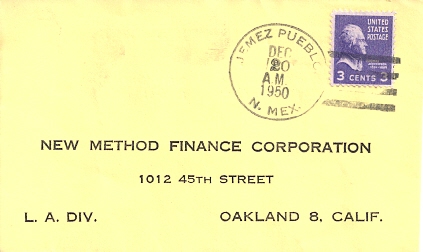 JEMEZ PUEBLO
DEC
20
A.M.
1950
N. MEX.
UNITED
STATES
POSTAGE
3 CENTS 3
NEW METHOD FINANCE CORPORATION
1012 45TH STREET
L. A. DIV. OAKLAND 8, CALIF.